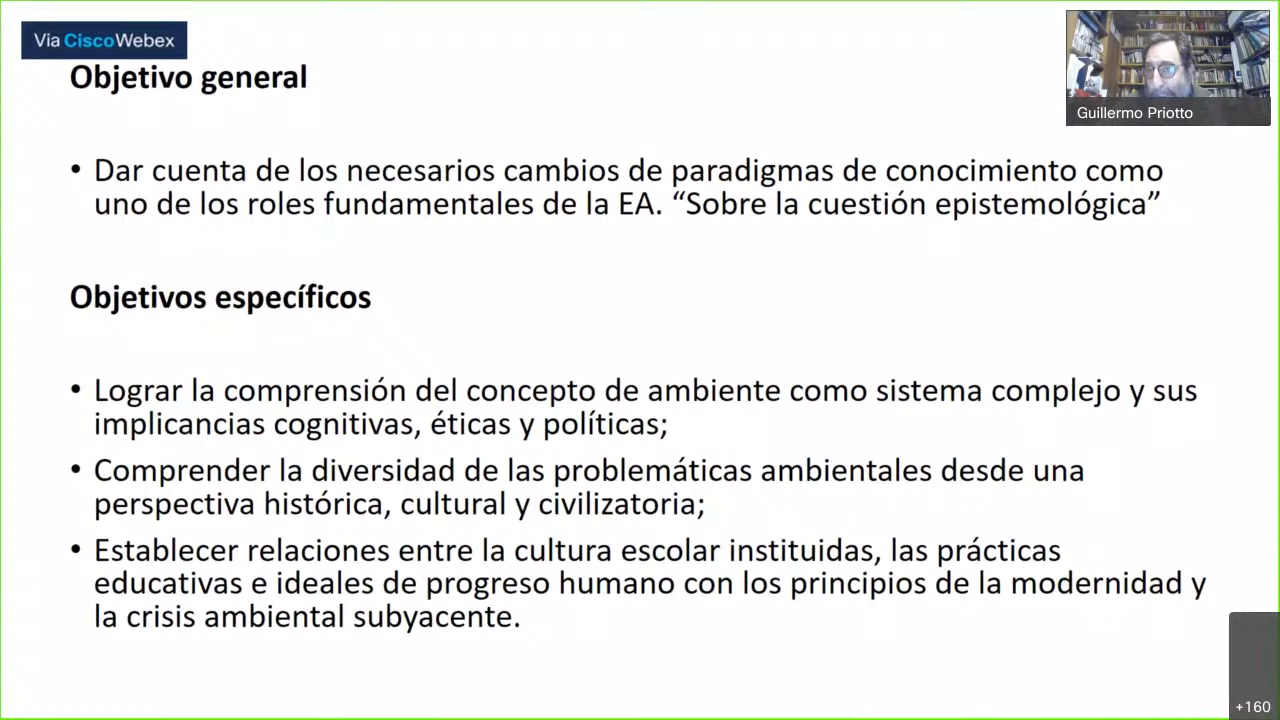 Vía CiscoWebex
Guillermo Priotto
Objetivo general
• Dar cuenta de los necesarios cambios de paradigmas de conocimiento como
uno de los roles fundamentales de la EA. “Sobre la cuestión epistemológica”
Objetivos específicos
• Lograr la comprensión del concepto de ambiente como sistema complejo y sus
implicancias cognitivas, éticas y políticas;
• Comprender la diversidad de las problemáticas ambientales desde una
perspectiva histórica, cultural y civilizatoria;
• Establecer relaciones entre la cultura escolar instituidas, las prácticas
educativas e ideales de progreso humano con los principios de la modernidad y
la crisis ambiental subyacente.
+160